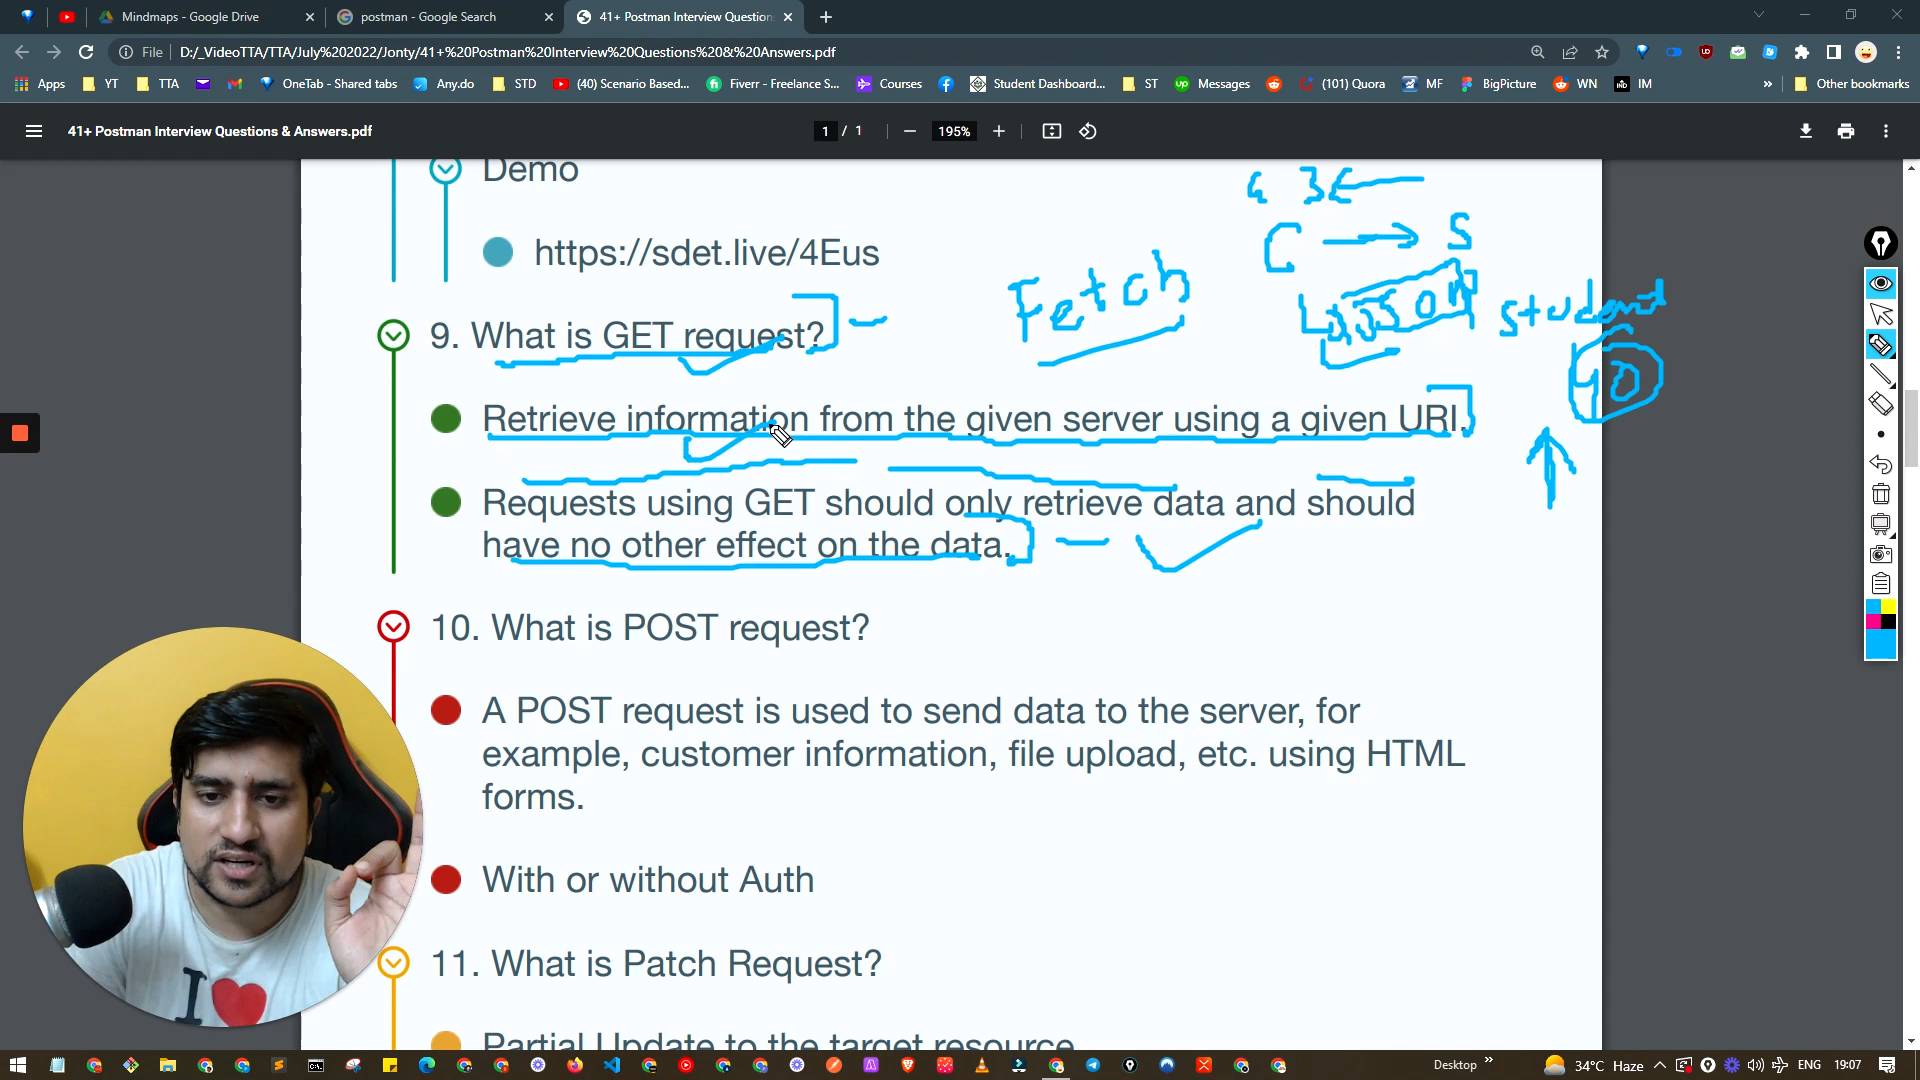 Mindmaps - Google Drive
postman - Google Search
41+ Postman Interview Question
File
D:/_VideoTTA/TTA/July%202022/Jonty/41+%20Postman%20Interview%20Questions%20&%20Answers.pdf
Apps YT TTA OneTab - Shared tabs Any.do STD (40) Scenario Based... Fiverr - Freelance S... Courses Student Dashboard... ST Messages (101) Quora MF BigPicture WN IM » Other bookmarks
41+ Postman Interview Questions & Answers.pdf
1 / 1 195%
Demo
https://sdet.live/4Eus
C S
Fetch
JSON
Student
40
9. What is GET request?
Retrieve information from the given server using a given URI.
Requests using GET should only retrieve data and should
have no other effect on the data.
10. What is POST request?
A POST request is used to send data to the server, for
example, customer information, file upload, etc. using HTML
forms.
With or without Auth
11. What is Patch Request?
Partial Update to the target resource
I
Desktop » 34°C Haze ENG 19:07